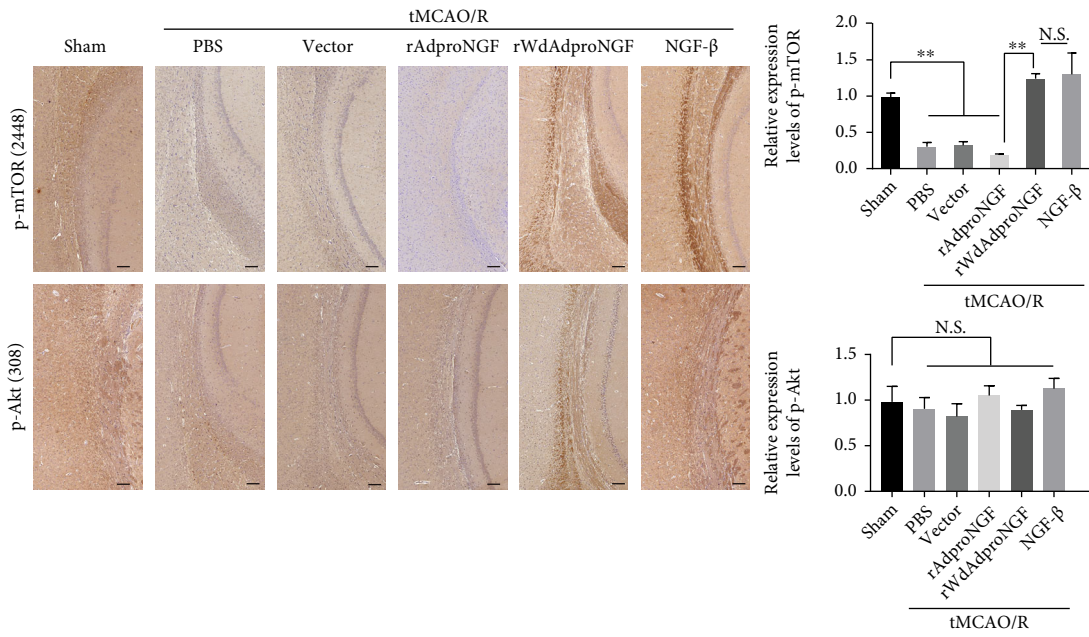 tMCAO/R
Sham
PBS
Vector
rAdproNGF
rWdAdproNGF
NGF-β
p-mTOR (2448)
p-Akt (308)
Relative expression
levels of p-mTOR
1.5
1.0
0.5
0.0
**
**
N.S.
N.S.
Sham
PBS
Vector
rAdproNGF
rWdAdproNGF
NGF-β
tMCAO/R
Relative expression
levels of p-Akt
1.5
1.0
0.5
0.0
N.S.
Sham
PBS
Vector
rAdproNGF
rWdAdproNGF
NGF-β
tMCAO/R